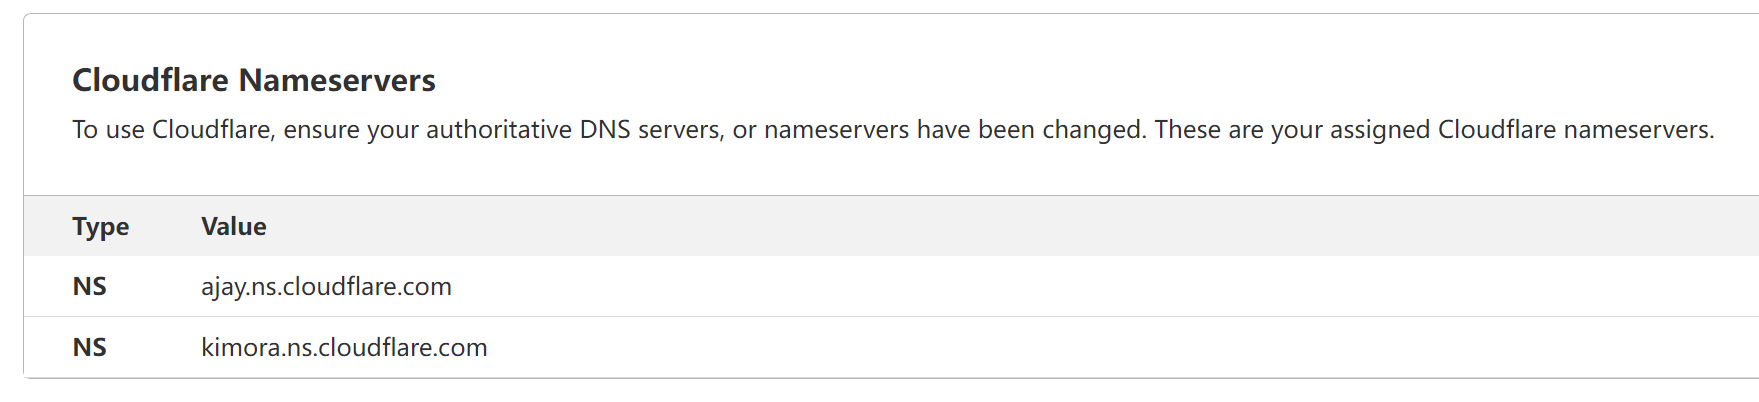 Cloudflare Nameservers
To use Cloudflare, ensure your authoritative DNS servers, or nameservers have been changed. These are your assigned Cloudflare nameservers.
Type Value
NS ajay.ns.cloudflare.com
NS kimora.ns.cloudflare.com